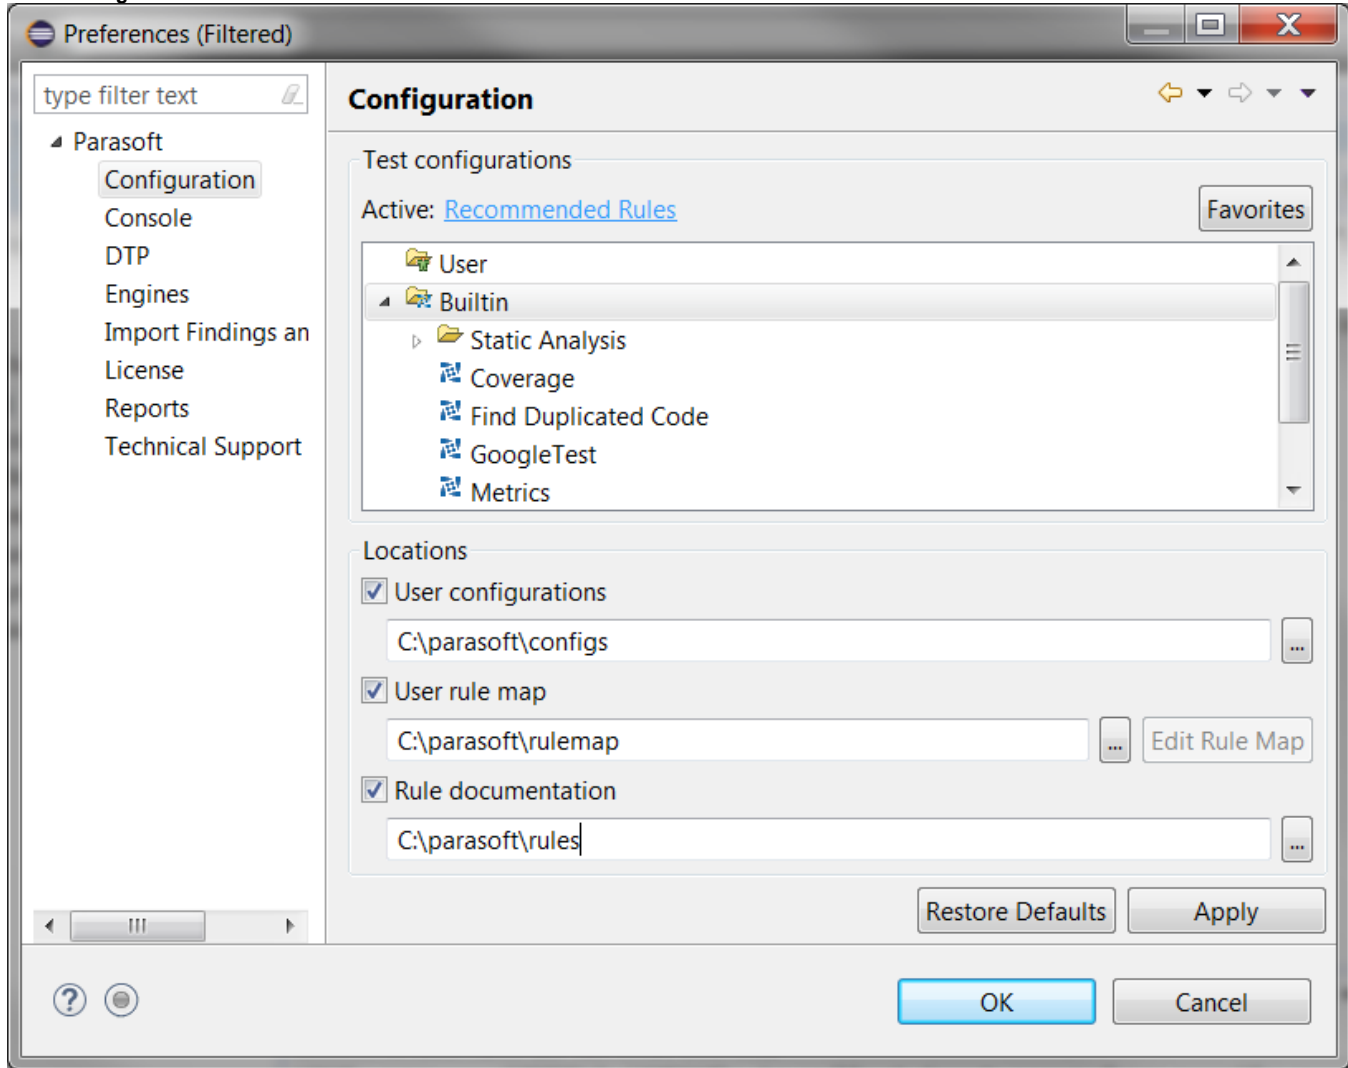 Preferences (Filtered)
type filter text
Parasoft
Configuration
Console
DTP
Engines
Import Findings an
License
Reports
Technical Support
Configuration
Test configurations
Active: Recommended Rules
Favorites
User
Builtin
Static Analysis
Coverage
Find Duplicated Code
GoogleTest
Metrics
Locations
User configurations
C:\parasoft\configs
...
User rule map
C:\parasoft\rulemap
...
Edit Rule Map
Rule documentation
C:\parasoft\rules
...
Restore Defaults
Apply
?
OK
Cancel